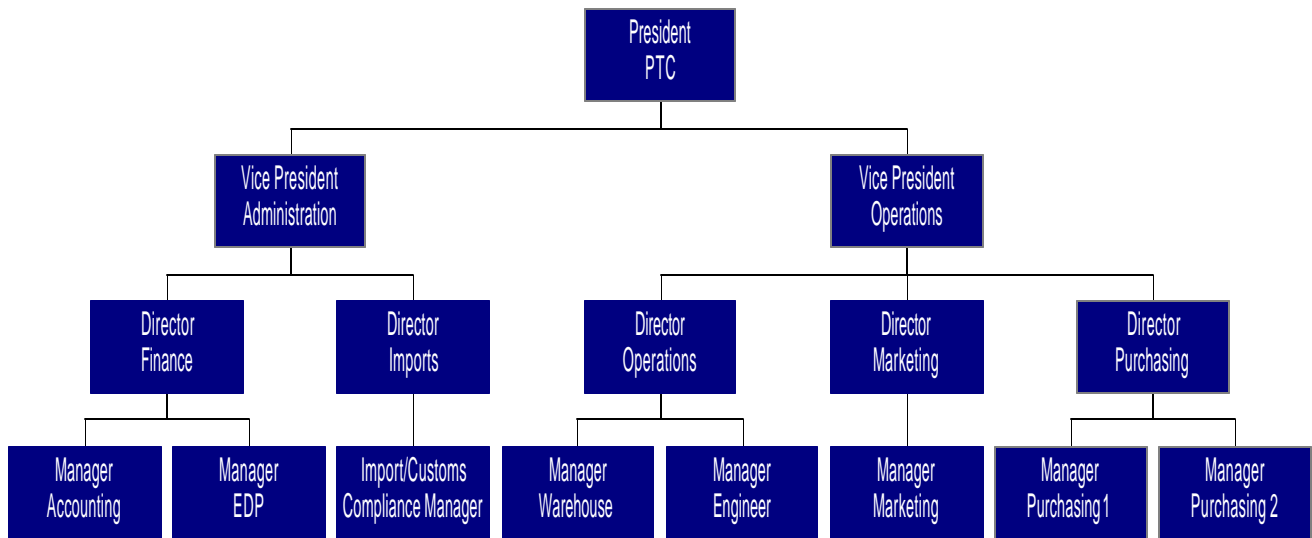 President
PTC
Vice President
Administration
Vice President
Operations
Director
Finance
Director
Imports
Director
Operations
Director
Marketing
Director
Purchasing
Manager
Accounting
Manager
EDP
Import/Customs
Compliance Manager
Manager
Warehouse
Manager
Engineer
Manager
Marketing
Manager
Purchasing 1
Manager
Purchasing 2